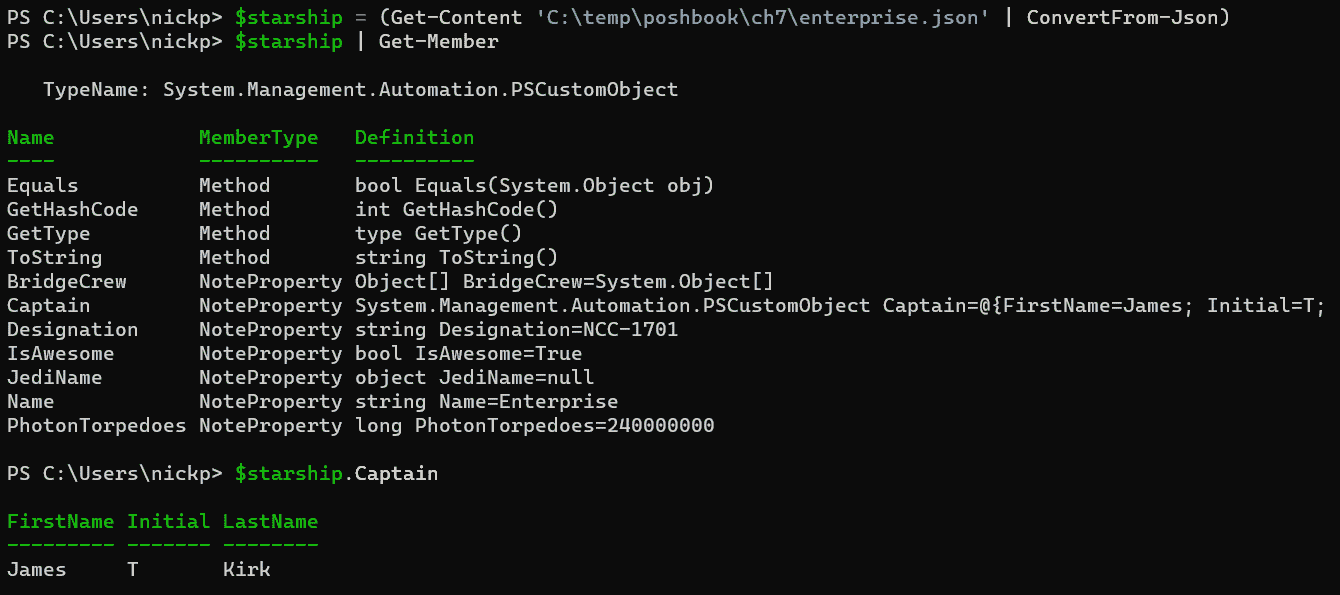 PS C:\Users\nickp> $starship = (Get-Content 'C:\temp\poshbook\ch7\enterprise.json' | ConvertFrom-Json)
PS C:\Users\nickp> $starship | Get-Member
   TypeName: System.Management.Automation.PSCustomObject
Name            MemberType   Definition
----            ----------   ----------
Equals          Method       bool Equals(System.Object obj)
GetHashCode     Method       int GetHashCode()
GetType         Method       type GetType()
ToString        Method       string ToString()
BridgeCrew      NoteProperty Object[] BridgeCrew=System.Object[]
Captain         NoteProperty System.Management.Automation.PSCustomObject Captain=@{FirstName=James; Initial=T;
Designation     NoteProperty string Designation=NCC-1701
IsAwesome       NoteProperty bool IsAwesome=True
JediName        NoteProperty object JediName=null
Name            NoteProperty string Name=Enterprise
PhotonTorpedoes NoteProperty long PhotonTorpedoes=240000000
PS C:\Users\nickp> $starship.Captain
FirstName Initial LastName
--------- ------- --------
James     T       Kirk